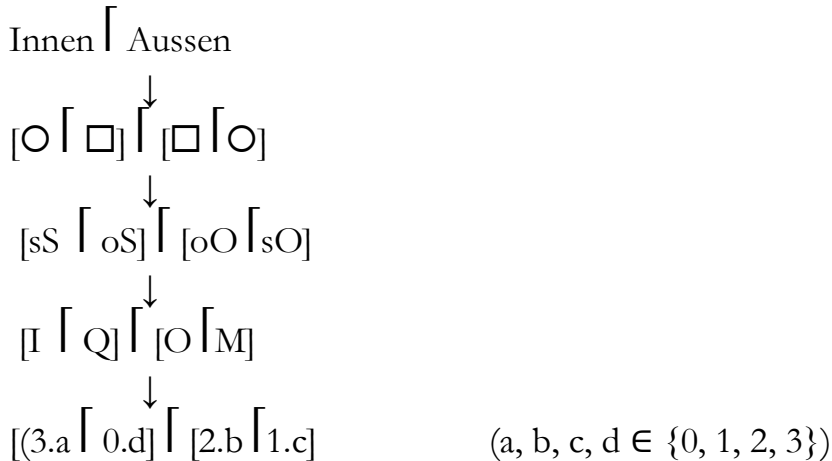 Innen ⌈ Aussen
↓
[○ ⌈ □] ⌈ [□ ⌈ ○]
↓
[sS ⌈ oS] ⌈ [oO ⌈ sO]
↓
[I ⌈ Q] ⌈ [O ⌈ M]
↓
[(3.a ⌈ 0.d] ⌈ [2.b ⌈ 1.c] (a, b, c, d ∈ {0, 1, 2, 3})